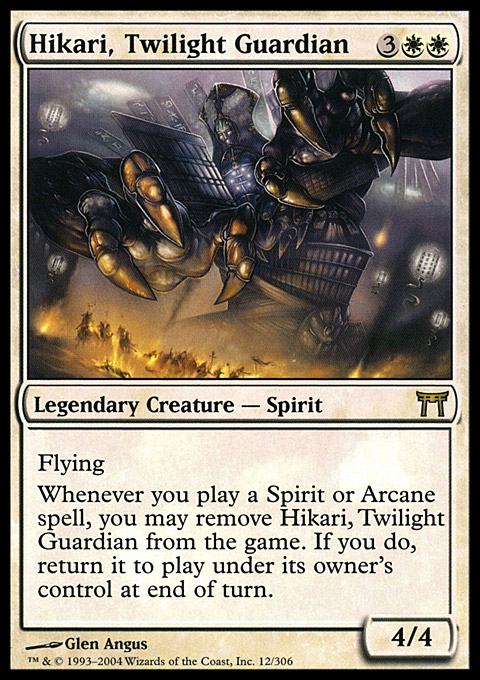 Hikari, Twilight Guardian 3
Legendary Creature — Spirit
Flying
Whenever you play a Spirit or Arcane
spell, you may remove Hikari, Twilight
Guardian from the game. If you do,
return it to play under its owner's
control at end of turn.
Glen Angus
4/4
™ & © 1993–2004 Wizards of the Coast, Inc. 12/306